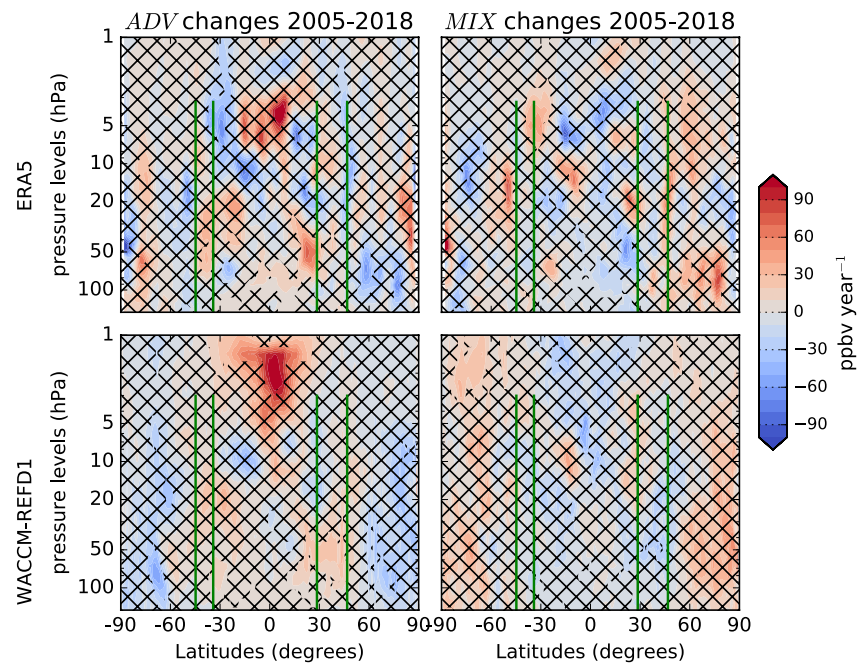 ADV changes 2005-2018
MIX changes 2005-2018
ERA5
pressure levels (hPa)
1
5
10
20
50
100
WACCM-REFD1
pressure levels (hPa)
1
5
10
20
50
100
-90 -60 -30 0 30 60 90
-90 -60 -30 0 30 60 90
Latitudes (degrees)
Latitudes (degrees)
90
60
30
0
−30
−60
−90
ppbv year⁻¹